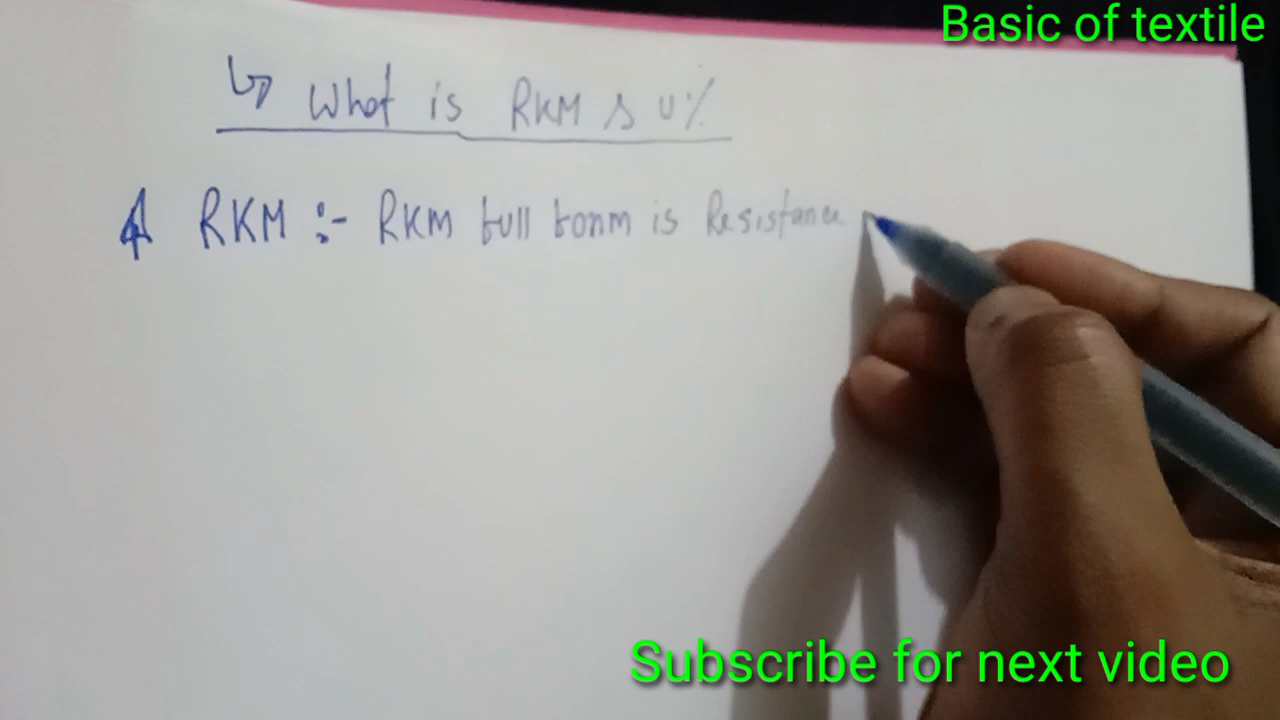 Basic of textile
↳ What is RKM & U%
RKM :- RKM full form is Resistance
Subscribe for next video